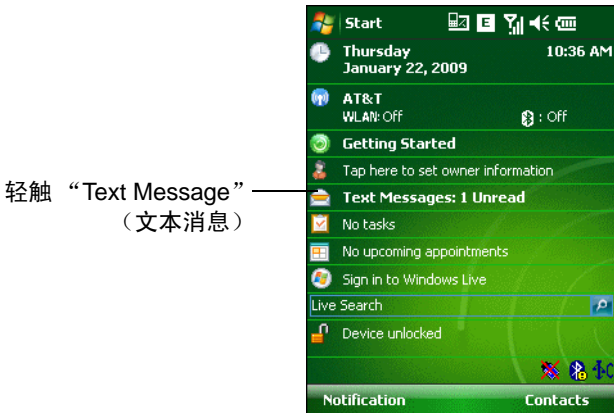 轻触 “Text Message”
（文本消息）
Start
E
Thursday
10:36 AM
January 22, 2009
AT&T
WLAN: Off
: Off
Getting Started
Tap here to set owner information
Text Messages: 1 Unread
No tasks
No upcoming appointments
Sign in to Windows Live
Live Search
Device unlocked
Notification
Contacts